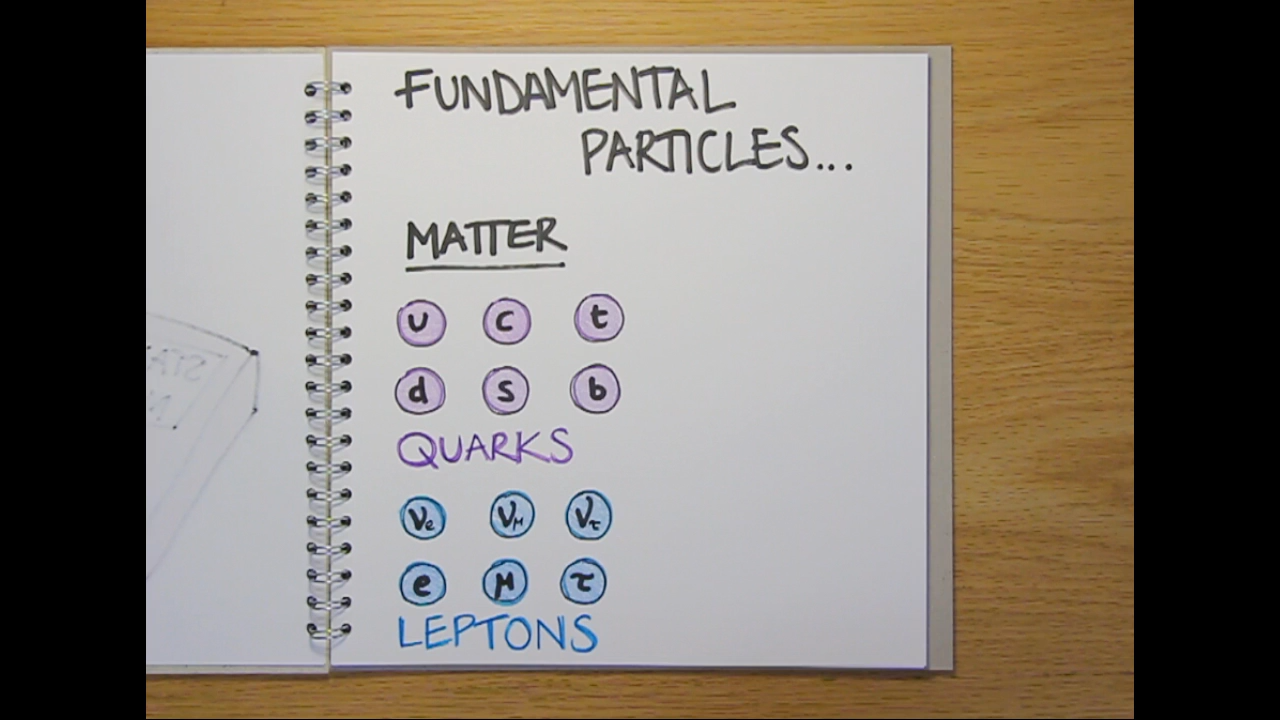 FUNDAMENTAL
PARTICLES...
MATTER
u c t
d s b
QUARKS
νe νμ ντ
e μ τ
LEPTONS